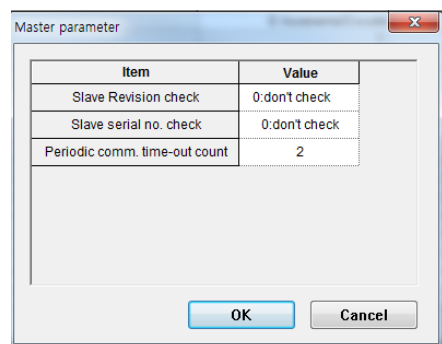 Master parameter
Item Value
Slave Revision check 0:don't check
Slave serial no. check 0:don't check
Periodic comm. time-out count 2
OK Cancel